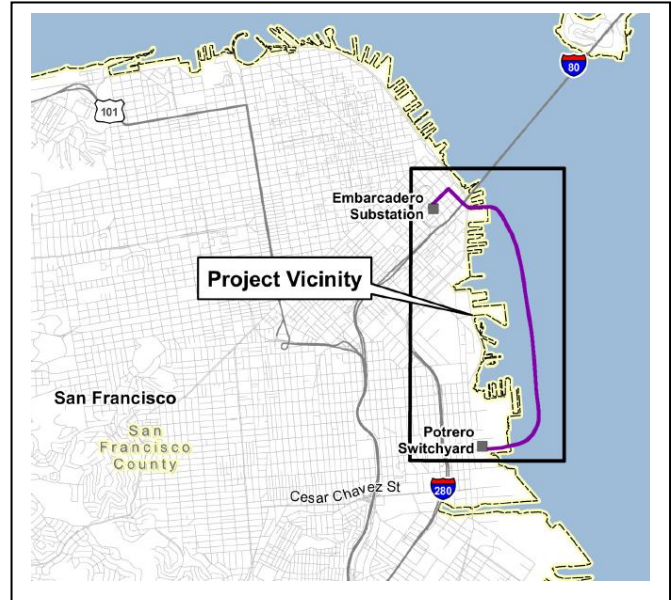 80
101
Embarcadero
Substation
Project Vicinity
San Francisco
San
Francisco
County
Potrero
Switchyard
Cesar Chavez St
280